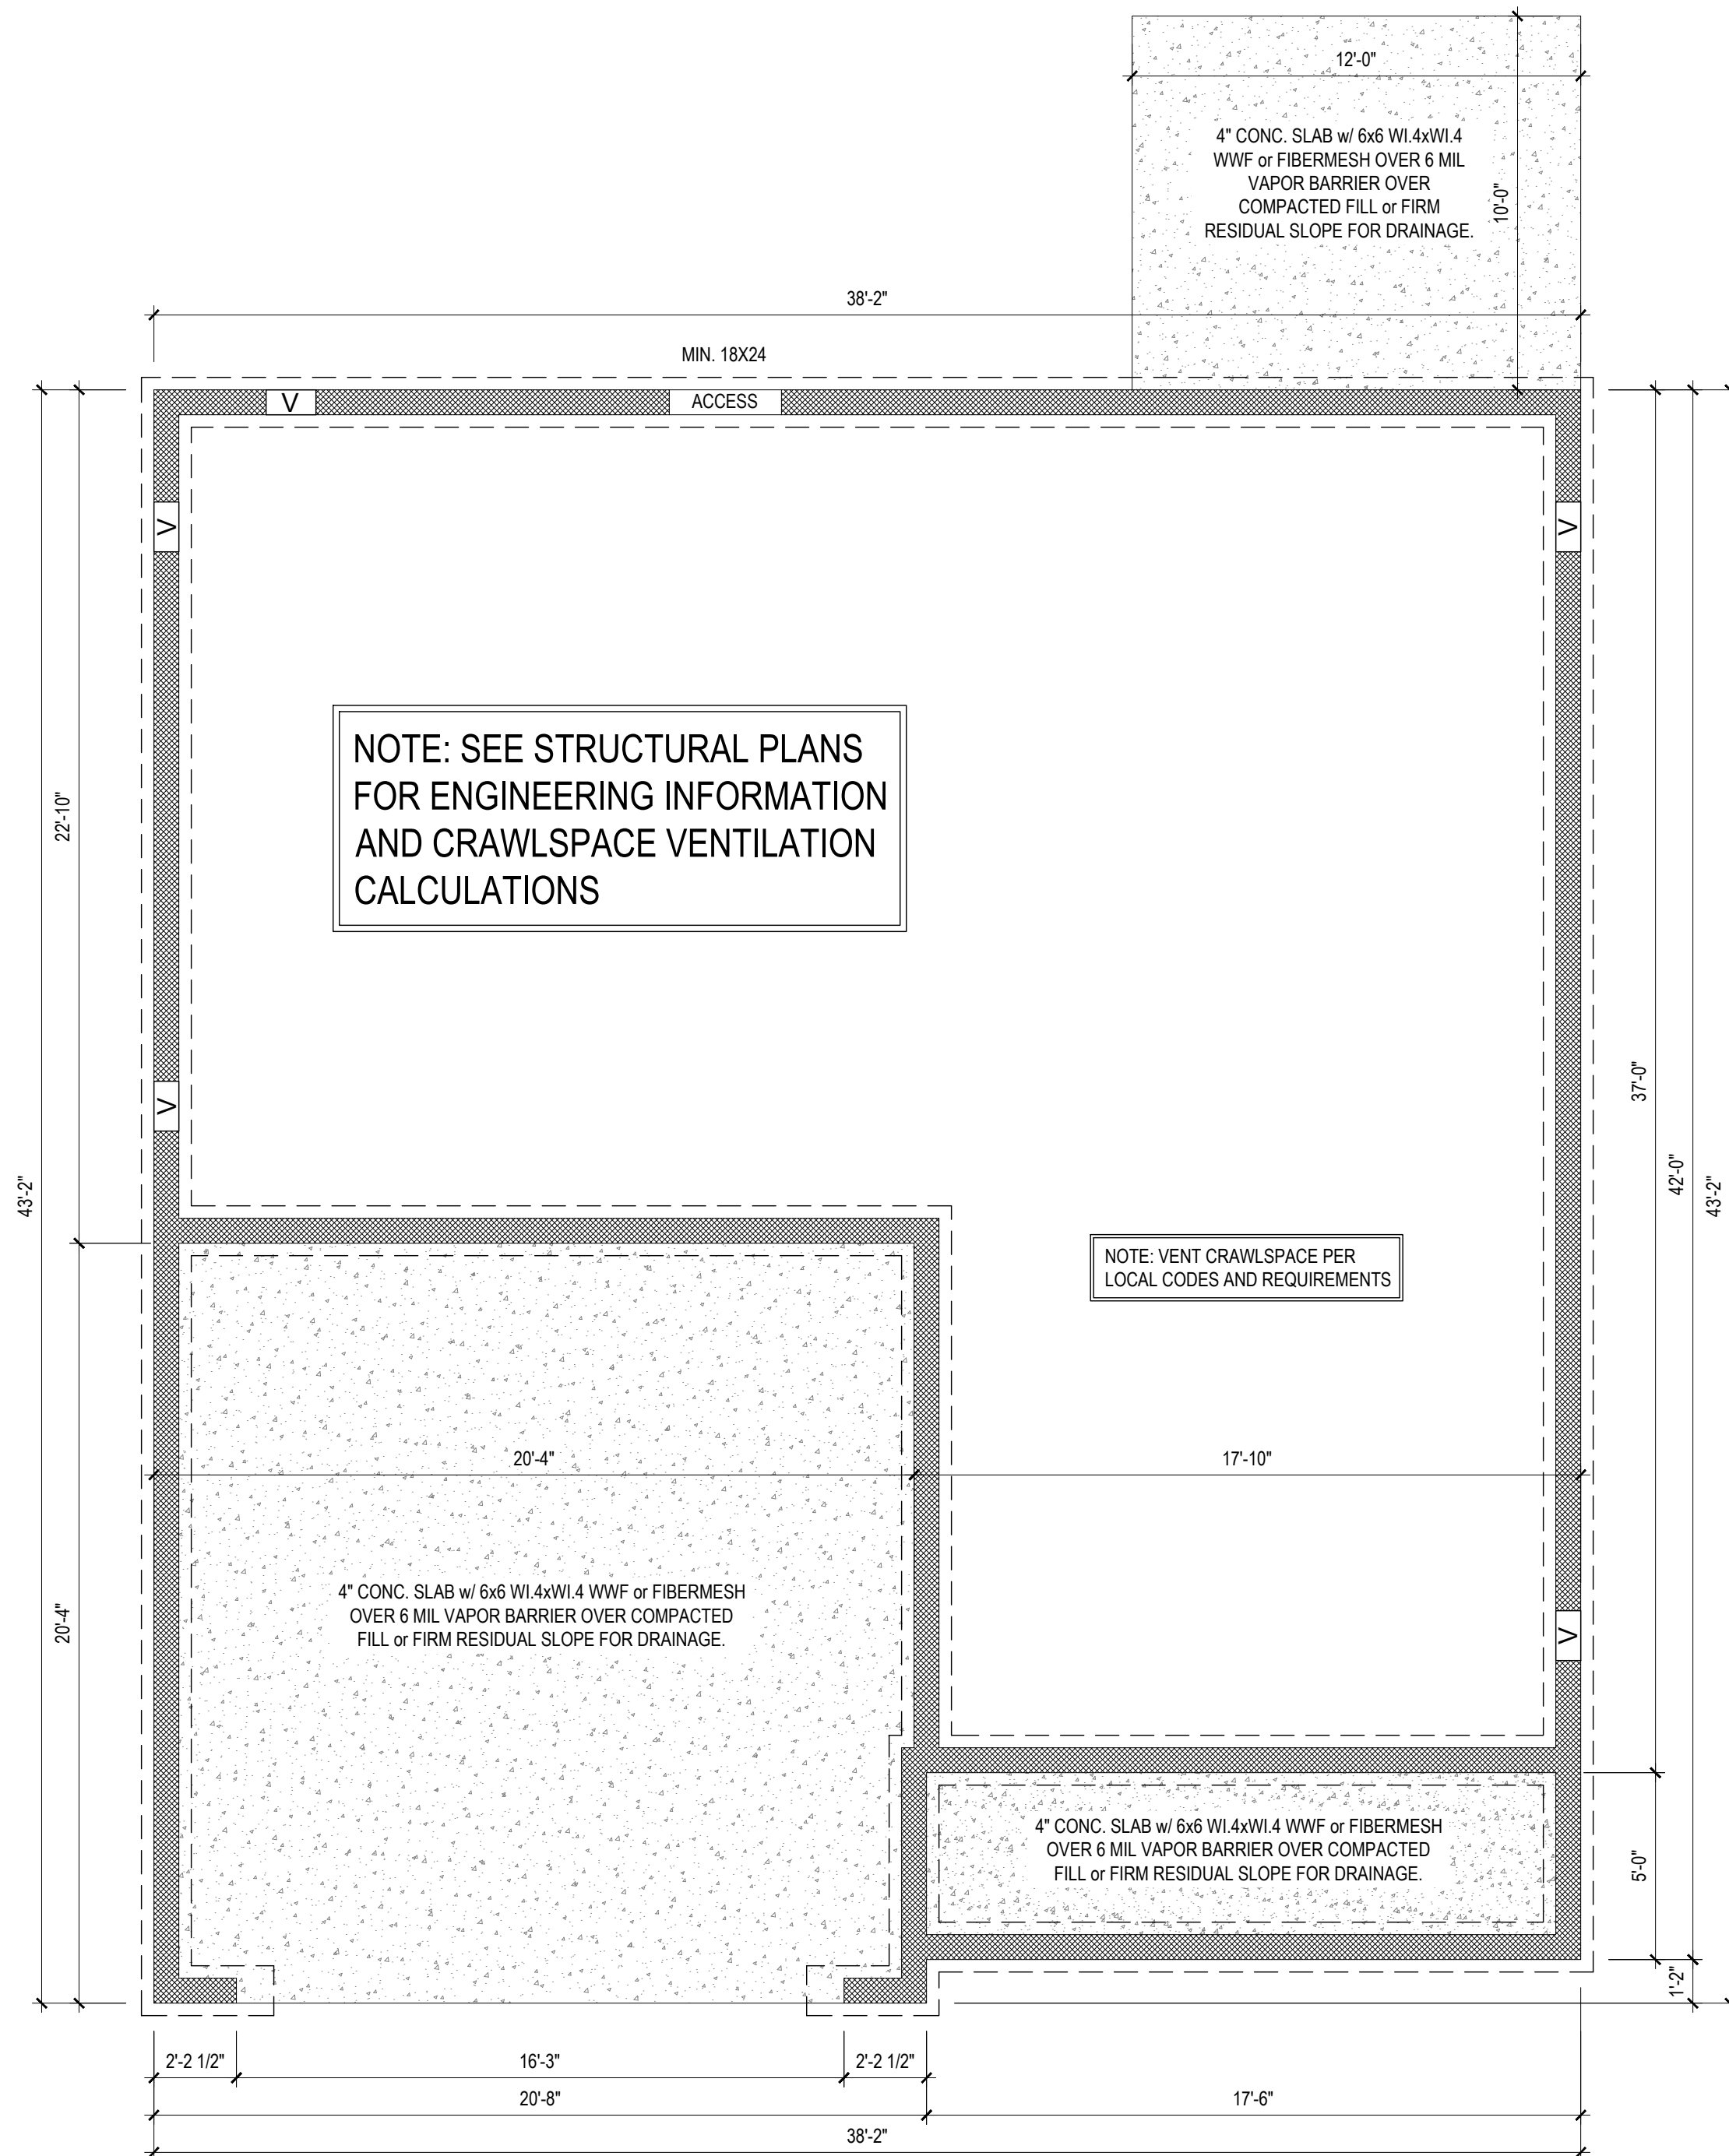 12'-0"
4" CONC. SLAB w/ 6x6 WI.4xWI.4
WWF or FIBERMESH OVER 6 MIL
VAPOR BARRIER OVER
COMPACTED FILL or FIRM
RESIDUAL SLOPE FOR DRAINAGE.
10'-0"
38'-2"
MIN. 18X24
V
ACCESS
V
V
NOTE: SEE STRUCTURAL PLANS
FOR ENGINEERING INFORMATION
AND CRAWLSPACE VENTILATION
CALCULATIONS
22'-10"
37'-0"
V
42'-0"
43'-2"
43'-2"
NOTE: VENT CRAWLSPACE PER
LOCAL CODES AND REQUIREMENTS
20'-4"
17'-10"
4" CONC. SLAB w/ 6x6 WI.4xWI.4 WWF or FIBERMESH
OVER 6 MIL VAPOR BARRIER OVER COMPACTED
FILL or FIRM RESIDUAL SLOPE FOR DRAINAGE.
20'-4"
V
4" CONC. SLAB w/ 6x6 WI.4xWI.4 WWF or FIBERMESH
OVER 6 MIL VAPOR BARRIER OVER COMPACTED
FILL or FIRM RESIDUAL SLOPE FOR DRAINAGE.
5'-0"
1'-2"
2'-2 1/2"
16'-3"
2'-2 1/2"
20'-8"
17'-6"
38'-2"